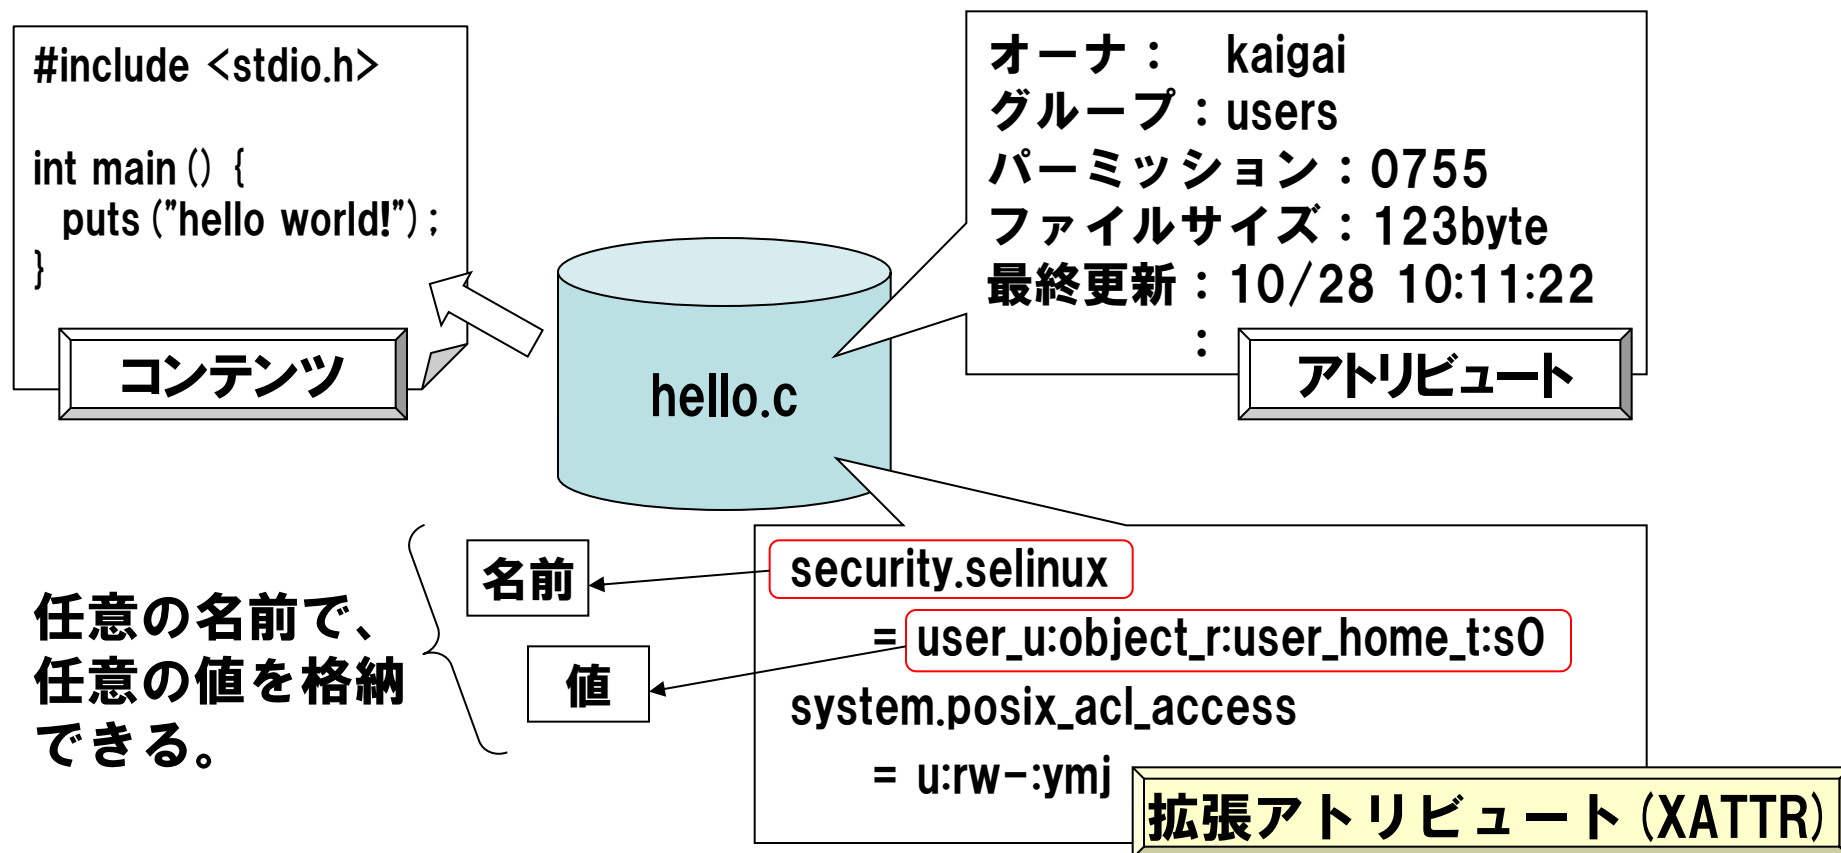 #include <stdio.h>
int main() {
puts("hello world!");
}
コンテンツ
hello.c
オーナ： kaigai
グループ：users
パーミッション：0755
ファイルサイズ：123byte
最終更新：10/28 10:11:22
：
アトリビュート
任意の名前で、
任意の値を格納
できる。
名前
値
security.selinux
= user_u:object_r:user_home_t:s0
system.posix_acl_access
= u:rw-:ymj
拡張アトリビュート(XATTR)